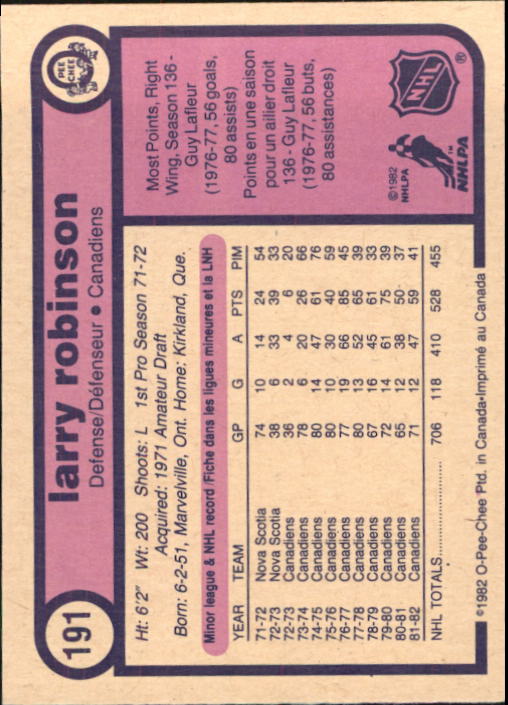 191
larry robinson
Defense/Défenseur • Canadiens
O PEE CHEE
Ht: 6'2" Wt: 200 Shoots: L 1st Pro Season 71-72
Acquired: 1971 Amateur Draft
Born: 6-2-51, Marvelville, Ont. Home: Kirkland, Que.
Minor league & NHL record/Fiche dans les ligues mineures et la LNH
YEAR TEAM GP G A PTS PIM
71-72 Nova Scotia 74 10 14 24 54
72-73 Nova Scotia 38 6 33 39 33
72-73 Canadiens 36 2 4 6 20
73-74 Canadiens 78 6 20 26 66
74-75 Canadiens 80 14 47 61 76
75-76 Canadiens 80 10 30 40 59
76-77 Canadiens 77 19 66 85 45
77-78 Canadiens 80 13 52 65 39
78-79 Canadiens 67 16 45 61 33
79-80 Canadiens 72 14 61 75 39
80-81 Canadiens 65 12 38 50 37
81-82 Canadiens 71 12 47 59 41
NHL TOTALS.................... 706 118 410 528 455
Most Points, Right
Wing, Season 136 -
Guy Lafleur
(1976-77, 56 goals,
80 assists)
Points en une saison
pour un ailier droit
136 - Guy Lafleur
(1976-77, 56 buts,
80 assistances)
©1982
NHLPA
NHLPA™
NHL®
©1982 O-Pee-Chee Ptd. in Canada•Imprimé au Canada